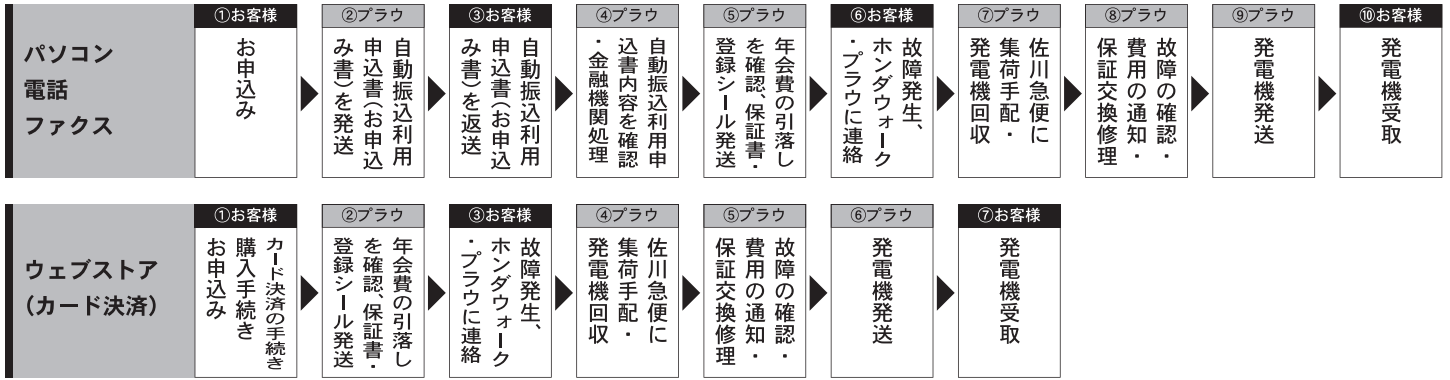 パソコン
電話
ファクス
①お客様
お申込み
②プラウ
自動振込利用
申込書(お申込
み書)を発送
③お客様
自動振込利用
申込書(お申込
み書)を返送
④プラウ
自動振込利用申
込書内容を確認
・金融機関処理
⑤プラウ
年会費の引落し
を確認、保証書・
登録シール発送
⑥お客様
故障発生、
ホンダウォーク
・プラウに連絡
⑦プラウ
佐川急便に
集荷手配・
発電機回収
⑧プラウ
故障の確認・
費用の通知・
保証交換修理
⑨プラウ
発電機発送
⑩お客様
発電機受取
ウェブストア
(カード決済)
①お客様
カード決済の手続き
購入手続き
お申込み
②プラウ
年会費の引落し
を確認、保証書・
登録シール発送
③お客様
故障発生、
ホンダウォーク
・プラウに連絡
④プラウ
佐川急便に
集荷手配・
発電機回収
⑤プラウ
故障の確認・
費用の通知・
保証交換修理
⑥プラウ
発電機発送
⑦お客様
発電機受取